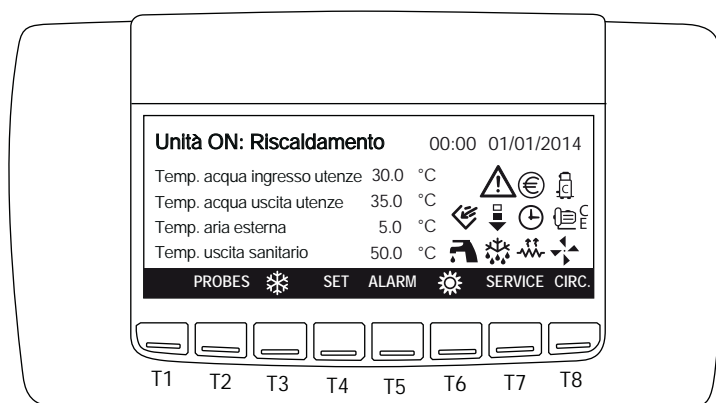 Unità ON: Riscaldamento 00:00 01/01/2014
Temp. acqua ingresso utenze 30.0 °C
Temp. acqua uscita utenze 35.0 °C
Temp. aria esterna 5.0 °C
Temp. uscita sanitario 50.0 °C
€ C
C
E
PROBES SET ALARM SERVICE CIRC.
T1 T2 T3 T4 T5 T6 T7 T8